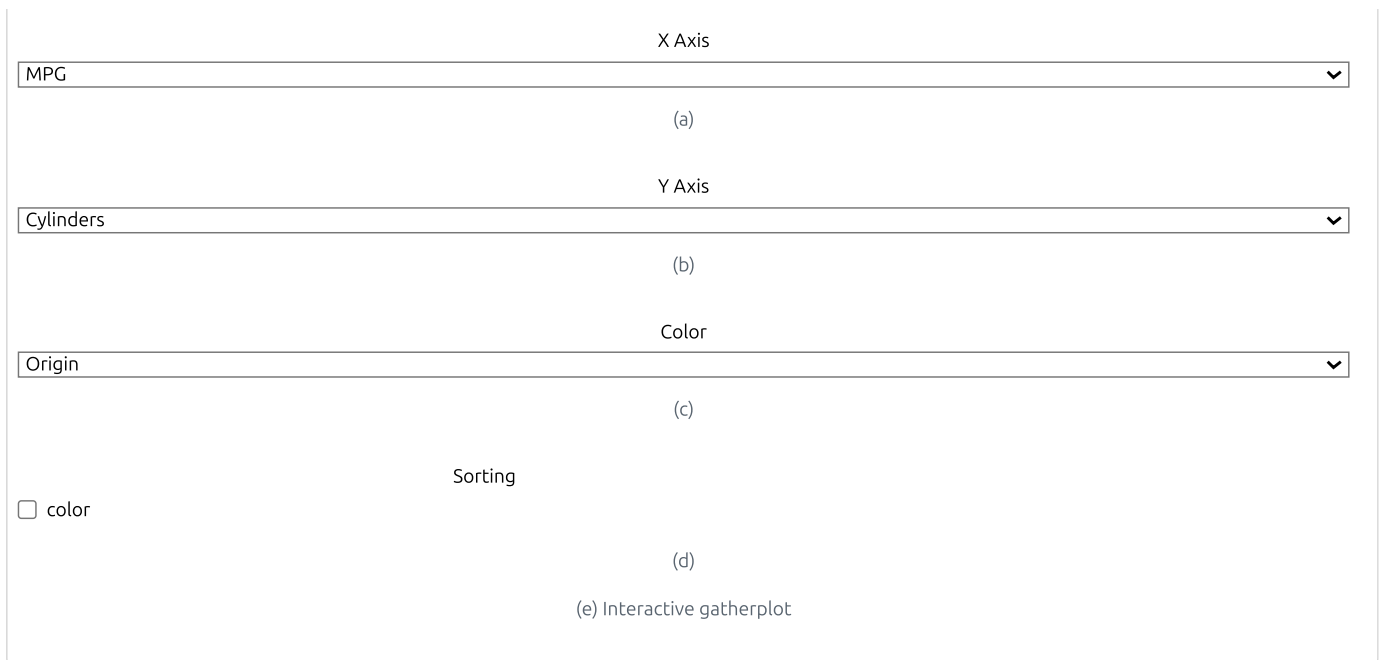 X Axis
MPG
(a)
Y Axis
Cylinders
(b)
Color
Origin
(c)
Sorting
color
(d)
(e) Interactive gatherplot